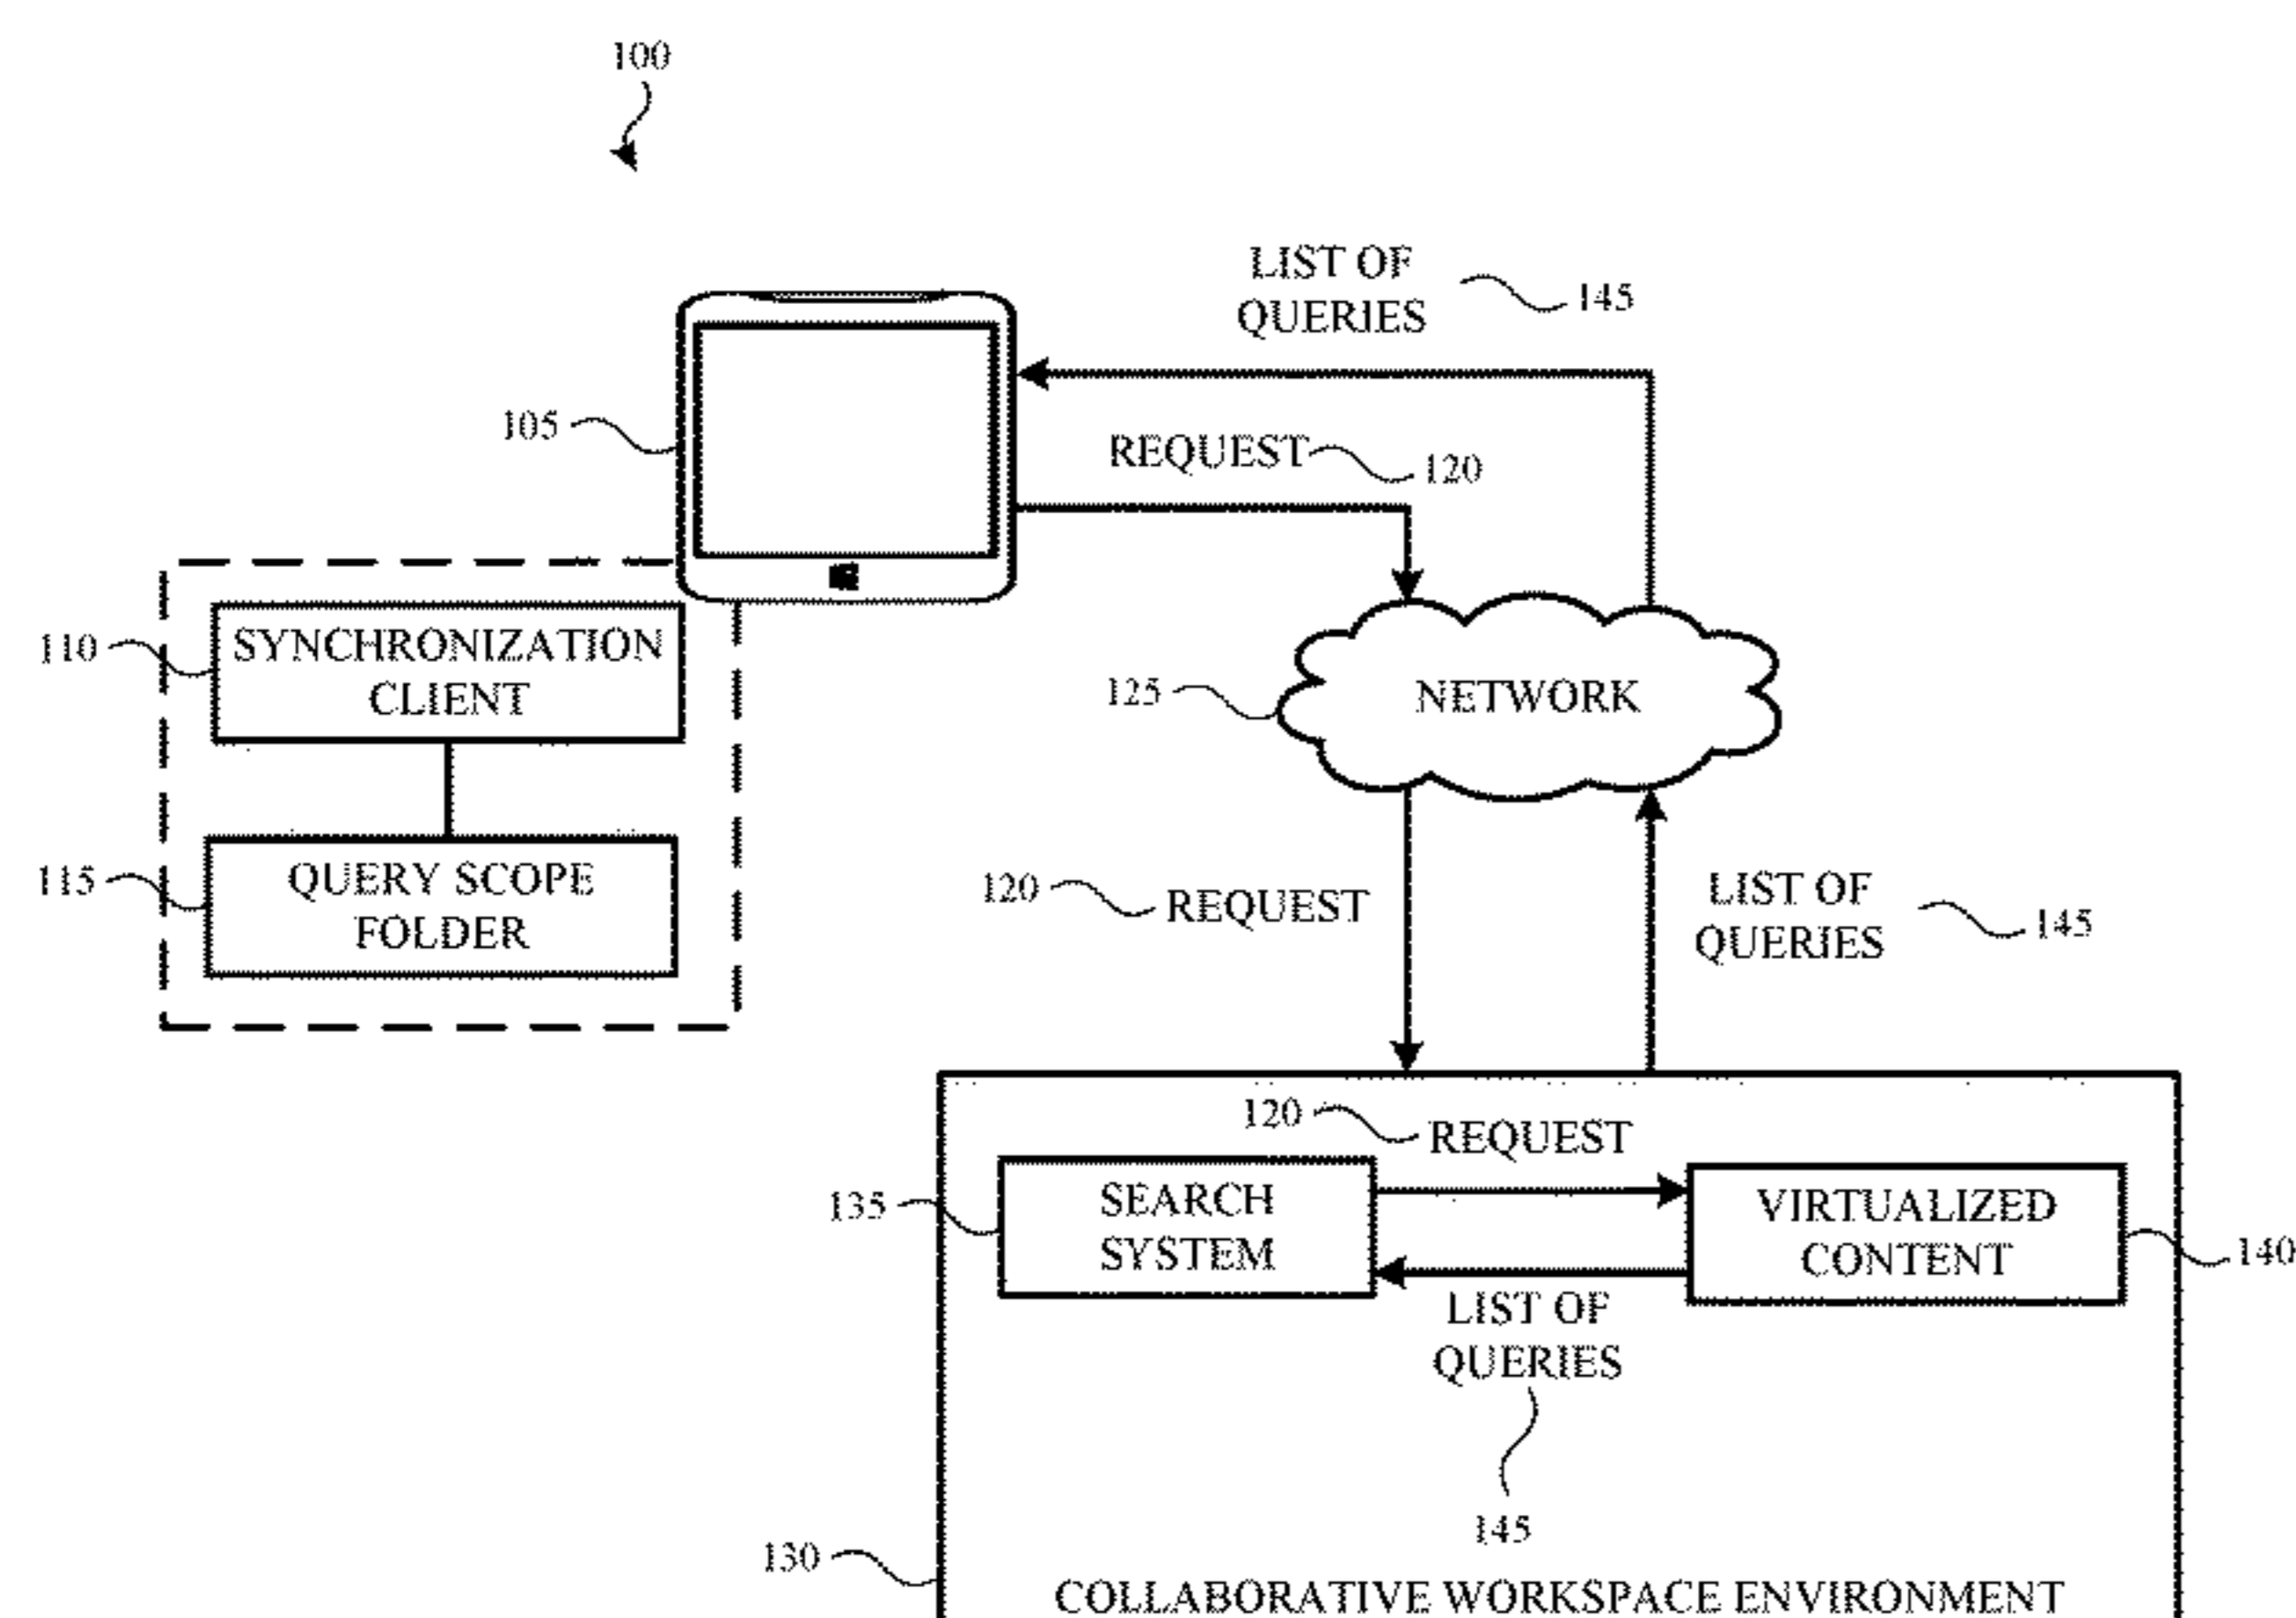 100
LIST OF
QUERIES
145
105
REQUEST
120
110
SYNCHRONIZATION
CLIENT
125
NETWORK
115
QUERY SCOPE
FOLDER
120
REQUEST
LIST OF
QUERIES
145
120
REQUEST
135
SEARCH
SYSTEM
VIRTUALIZED
CONTENT
140
LIST OF
QUERIES
145
130
COLLABORATIVE WORKSPACE ENVIRONMENT